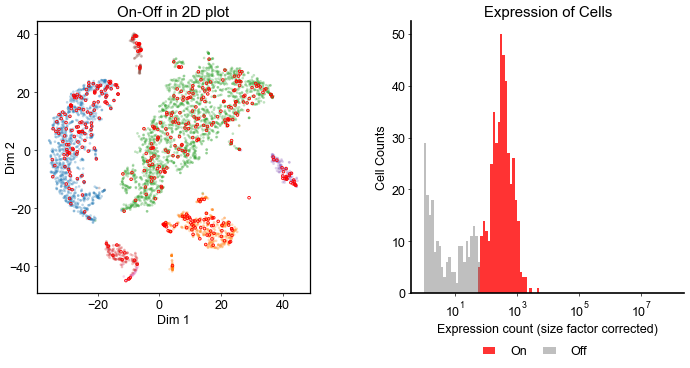 On-Off in 2D plot
40
20
0
−20
−40
Dim 2
−20
0
20
40
Dim 1
Expression of Cells
50
40
30
20
10
0
Cell Counts
10^1
10^3
10^5
10^7
Expression count (size factor corrected)
On
Off